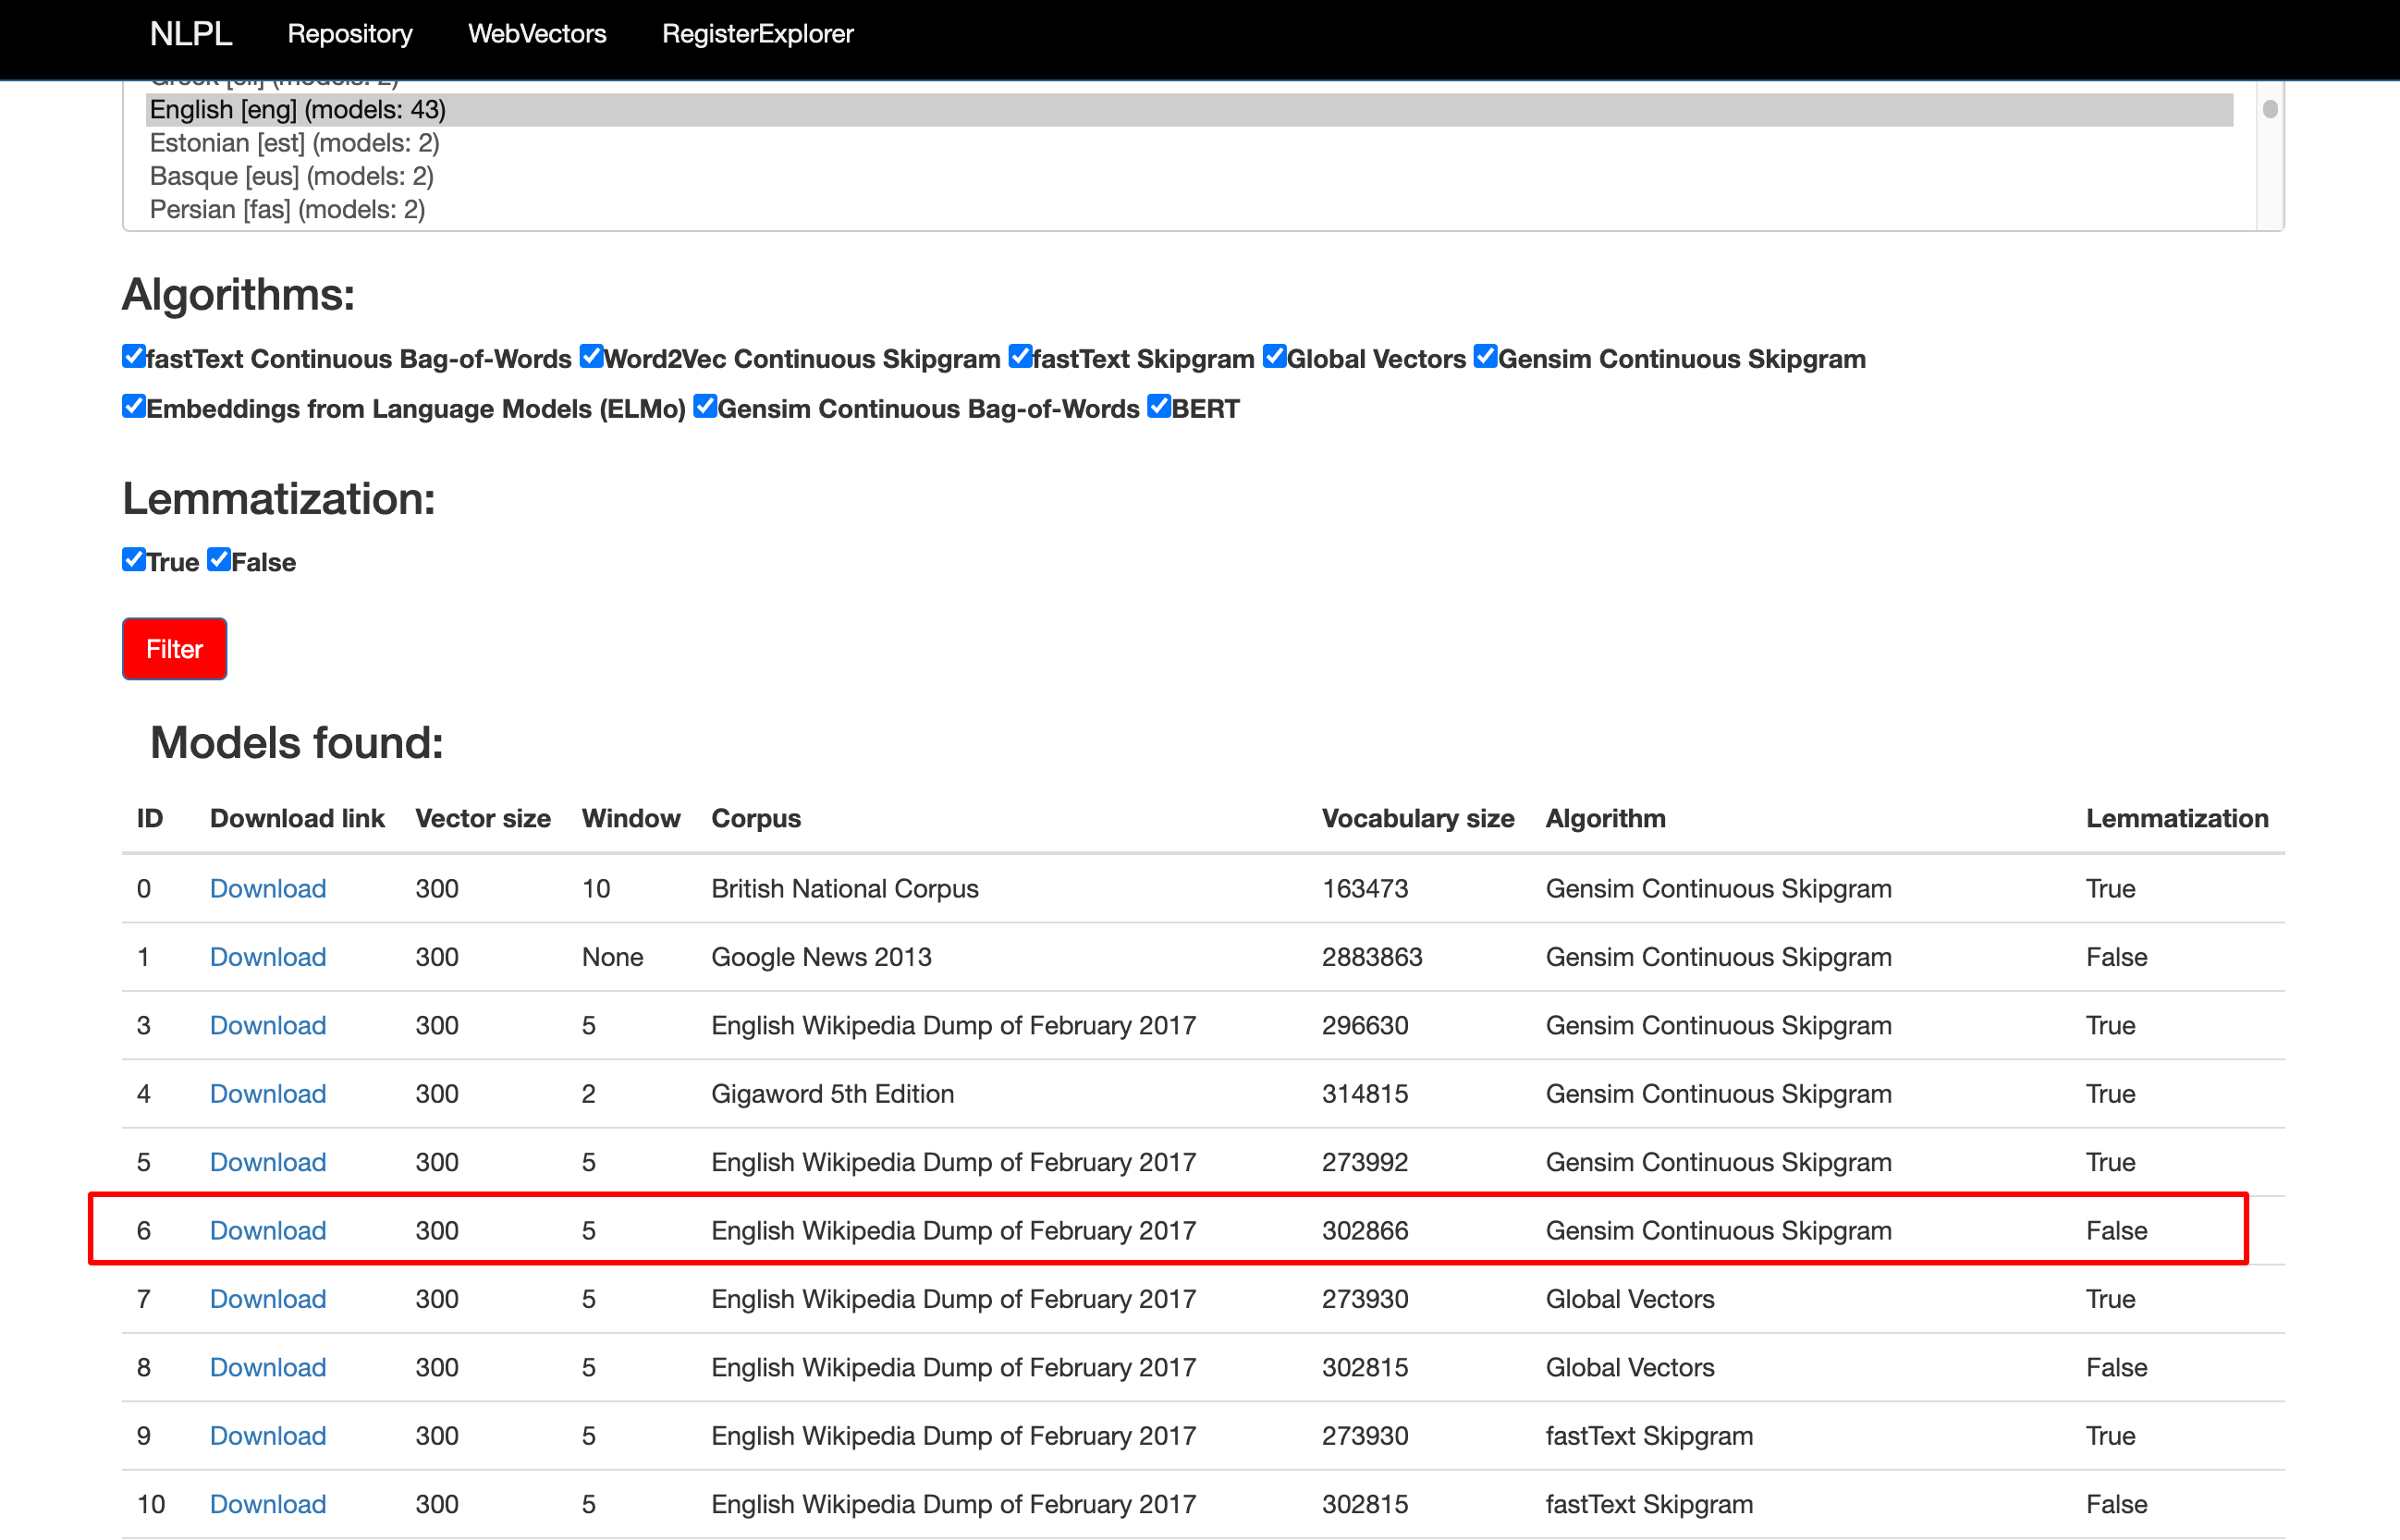 NLPL Repository WebVectors RegisterExplorer
Greek [ell] (models: 2)
English [eng] (models: 43)
Estonian [est] (models: 2)
Basque [eus] (models: 2)
Persian [fas] (models: 2)
Algorithms:
fastText Continuous Bag-of-Words Word2Vec Continuous Skipgram fastText Skipgram Global Vectors Gensim Continuous Skipgram
Embeddings from Language Models (ELMo) Gensim Continuous Bag-of-Words BERT
Lemmatization:
True False
Filter
Models found:
ID Download link Vector size Window Corpus Vocabulary size Algorithm Lemmatization
0 Download 300 10 British National Corpus 163473 Gensim Continuous Skipgram True
1 Download 300 None Google News 2013 2883863 Gensim Continuous Skipgram False
3 Download 300 5 English Wikipedia Dump of February 2017 296630 Gensim Continuous Skipgram True
4 Download 300 2 Gigaword 5th Edition 314815 Gensim Continuous Skipgram True
5 Download 300 5 English Wikipedia Dump of February 2017 273992 Gensim Continuous Skipgram True
6 Download 300 5 English Wikipedia Dump of February 2017 302866 Gensim Continuous Skipgram False
7 Download 300 5 English Wikipedia Dump of February 2017 273930 Global Vectors True
8 Download 300 5 English Wikipedia Dump of February 2017 302815 Global Vectors False
9 Download 300 5 English Wikipedia Dump of February 2017 273930 fastText Skipgram True
10 Download 300 5 English Wikipedia Dump of February 2017 302815 fastText Skipgram False